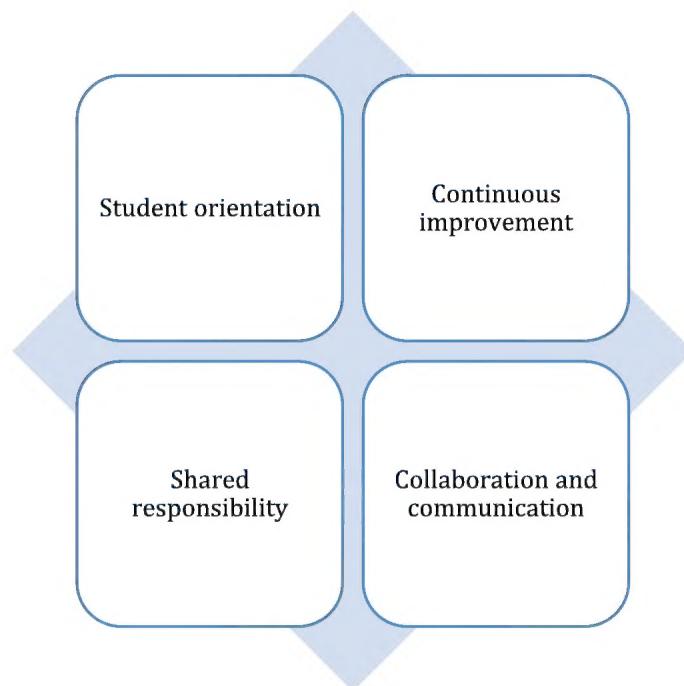 Student orientation
Continuous
improvement
Shared
responsibility
Collaboration and
communication